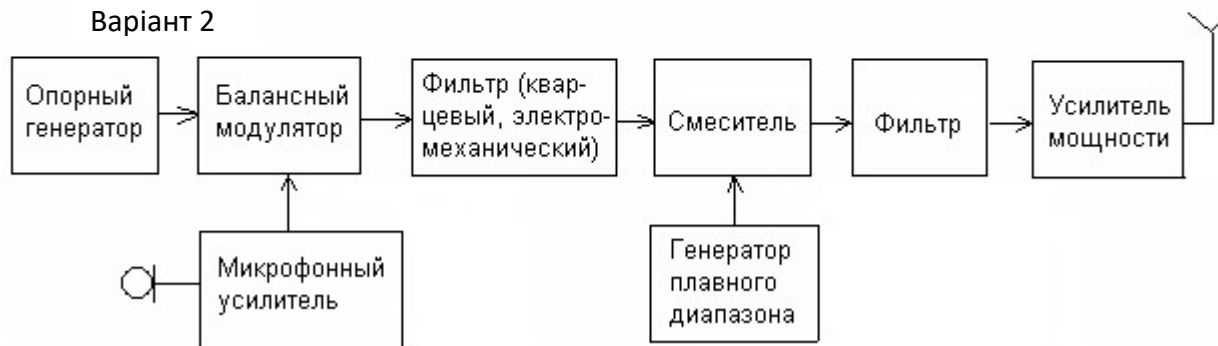 Варіант 2
Опорный
генератор
Балансный
модулятор
Фильтр (квар-
цевый, электро-
механический)
Смеситель
Фильтр
Усилитель
мощности
Микрофонный
усилитель
Генератор
плавного
диапазона